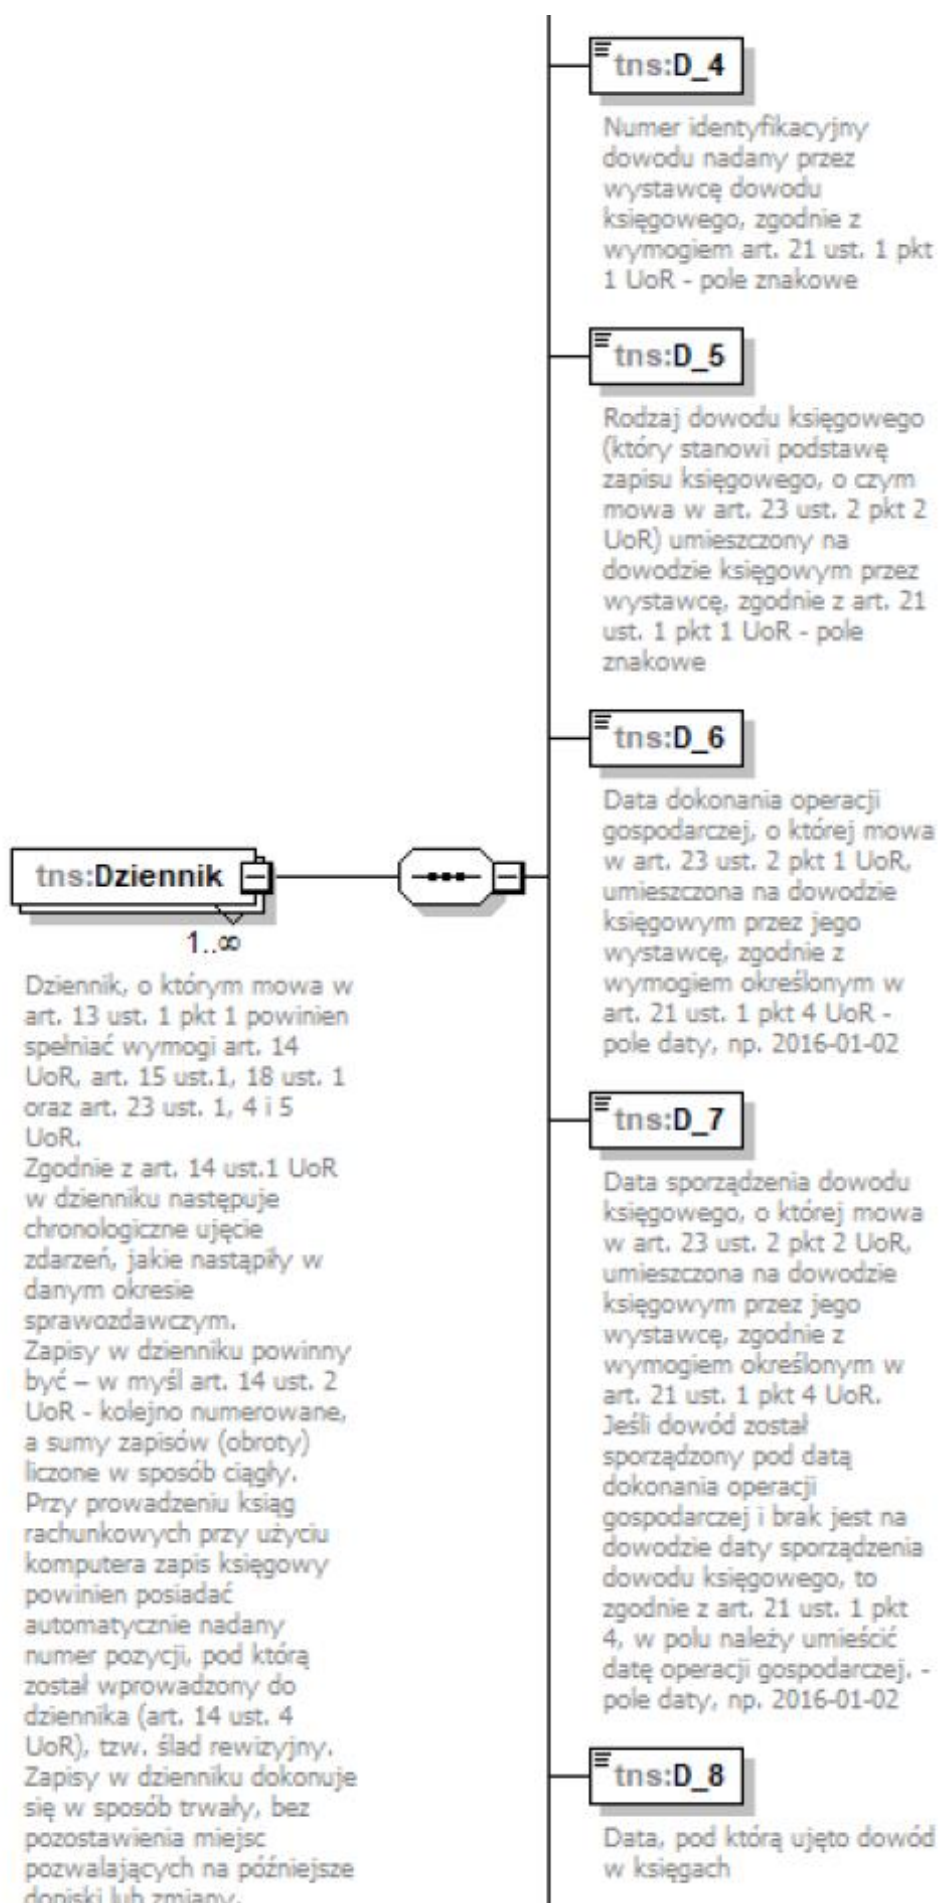 tns:Dziennik
1..∞
Dziennik, o którym mowa w
art. 13 ust. 1 pkt 1 powinien
spełniać wymogi art. 14
UoR, art. 15 ust.1, 18 ust. 1
oraz art. 23 ust. 1, 4 i 5
UoR.
Zgodnie z art. 14 ust.1 UoR
w dzienniku następuje
chronologiczne ujęcie
zdarzeń, jakie nastąpiły w
danym okresie
sprawozdawczym.
Zapisy w dzienniku powinny
być – w myśl art. 14 ust. 2
UoR - kolejno numerowane,
a sumy zapisów (obroty)
liczone w sposób ciągły.
Przy prowadzeniu ksiąg
rachunkowych przy użyciu
komputera zapis księgowy
powinien posiadać
automatycznie nadany
numer pozycji, pod którą
został wprowadzony do
dziennika (art. 14 ust. 4
UoR), tzw. ślad rewizyjny.
Zapisy w dzienniku dokonuje
się w sposób trwały, bez
pozostawienia miejsc
pozwalających na późniejsze
dopiski lub zmiany.
tns:D_4
Numer identyfikacyjny
dowodu nadany przez
wystawcę dowodu
księgowego, zgodnie z
wymogiem art. 21 ust. 1 pkt
1 UoR - pole znakowe
tns:D_5
Rodzaj dowodu księgowego
(który stanowi podstawę
zapisu księgowego, o czym
mowa w art. 23 ust. 2 pkt 2
UoR) umieszczony na
dowodzie księgowym przez
wystawcę, zgodnie z art. 21
ust. 1 pkt 1 UoR - pole
znakowe
tns:D_6
Data dokonania operacji
gospodarczej, o której mowa
w art. 23 ust. 2 pkt 1 UoR,
umieszczona na dowodzie
księgowym przez jego
wystawcę, zgodnie z
wymogiem określonym w
art. 21 ust. 1 pkt 4 UoR -
pole daty, np. 2016-01-02
tns:D_7
Data sporządzenia dowodu
księgowego, o której mowa
w art. 23 ust. 2 pkt 2 UoR,
umieszczona na dowodzie
księgowym przez jego
wystawcę, zgodnie z
wymogiem określonym w
art. 21 ust. 1 pkt 4 UoR.
Jeśli dowód został
sporządzony pod datą
dokonania operacji
gospodarczej i brak jest na
dowodzie daty sporządzenia
dowodu księgowego, to
zgodnie z art. 21 ust. 1 pkt
4, w polu należy umieścić
datę operacji gospodarczej. -
pole daty, np. 2016-01-02
tns:D_8
Data, pod którą ujęto dowód
w księgach